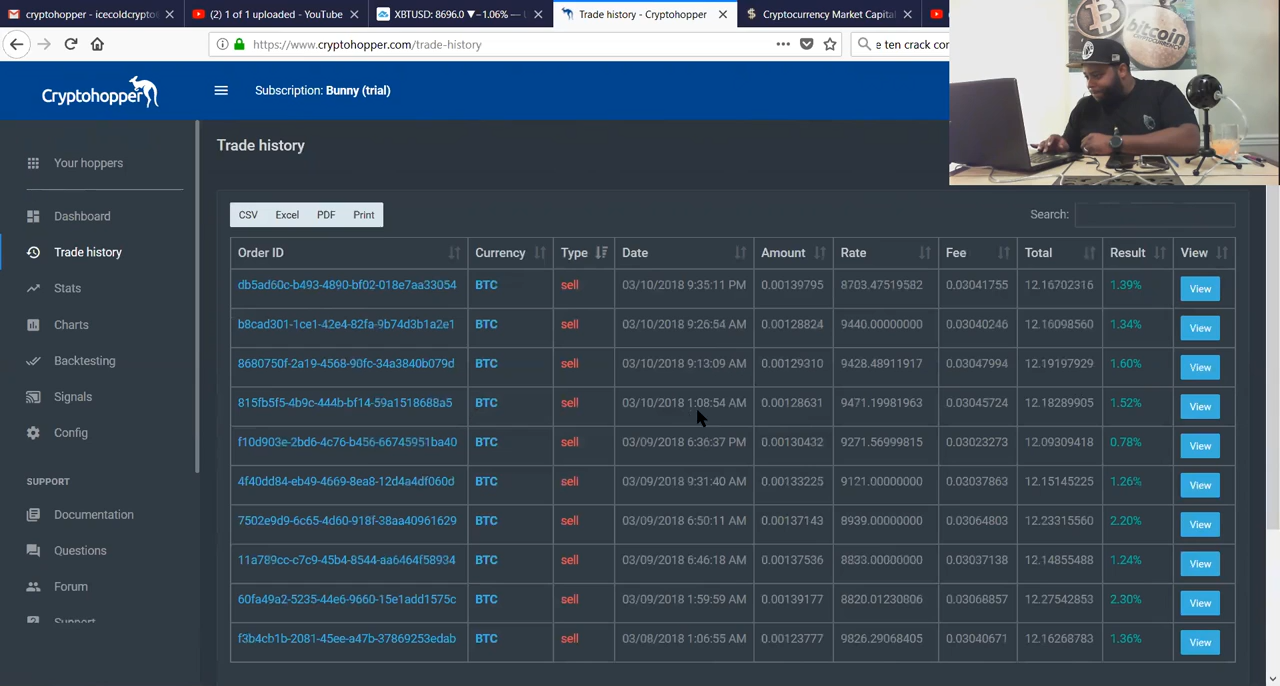 cryptohopper - icecoldcrypto
(2) 1 of 1 uploaded - YouTube
XBTUSD: 8696.0 ▼−1.06% —
Trade history - Cryptohopper
Cryptocurrency Market Capital
https://www.cryptohopper.com/trade-history
e ten crack con
Cryptohopper
Subscription: Bunny (trial)
bitcoin
Your hoppers
Dashboard
Trade history
Stats
Charts
Backtesting
Signals
Config
SUPPORT
Documentation
Questions
Forum
Support
Trade history
CSV Excel PDF Print
Search:
Order ID Currency Type Date Amount Rate Fee Total Result View
db5ad60c-b493-4890-bf02-018e7aa33054 BTC sell 03/10/2018 9:35:11 PM 0.00139795 8703.47519582 0.03041755 12.16702316 1.39% View
b8cad301-1ce1-42e4-82fa-9b74d3b1a2e1 BTC sell 03/10/2018 9:26:54 AM 0.00128824 9440.00000000 0.03040246 12.16098560 1.34% View
8680750f-2a19-4568-90fc-34a3840b079d BTC sell 03/10/2018 9:13:09 AM 0.00129310 9428.48911917 0.03047994 12.19197929 1.60% View
815fb5f5-4b9c-444b-bf14-59a1518688a5 BTC sell 03/10/2018 1:08:54 AM 0.00128631 9471.19981963 0.03045724 12.18289905 1.52% View
f10d903e-2bd6-4c76-b456-66745951ba40 BTC sell 03/09/2018 6:36:37 PM 0.00130432 9271.56999815 0.03023273 12.09309418 0.78% View
4f40dd84-eb49-4669-8ea8-12d4a4df060d BTC sell 03/09/2018 9:31:40 AM 0.00133225 9121.00000000 0.03037863 12.15145225 1.26% View
7502e9d9-6c65-4d60-918f-38aa40961629 BTC sell 03/09/2018 6:50:11 AM 0.00137143 8939.00000000 0.03064803 12.23315560 2.20% View
11a789cc-c7c9-45b4-8544-aa6464f58934 BTC sell 03/09/2018 6:46:18 AM 0.00137536 8833.00000000 0.03037138 12.14855488 1.24% View
60fa49a2-5235-44e6-9660-15e1add1575c BTC sell 03/09/2018 1:59:59 AM 0.00139177 8820.01230806 0.03068857 12.27542853 2.30% View
f3b4cb1b-2081-45ee-a47b-37869253edab BTC sell 03/08/2018 1:06:55 AM 0.00123777 9826.29068405 0.03040671 12.16268783 1.36% View